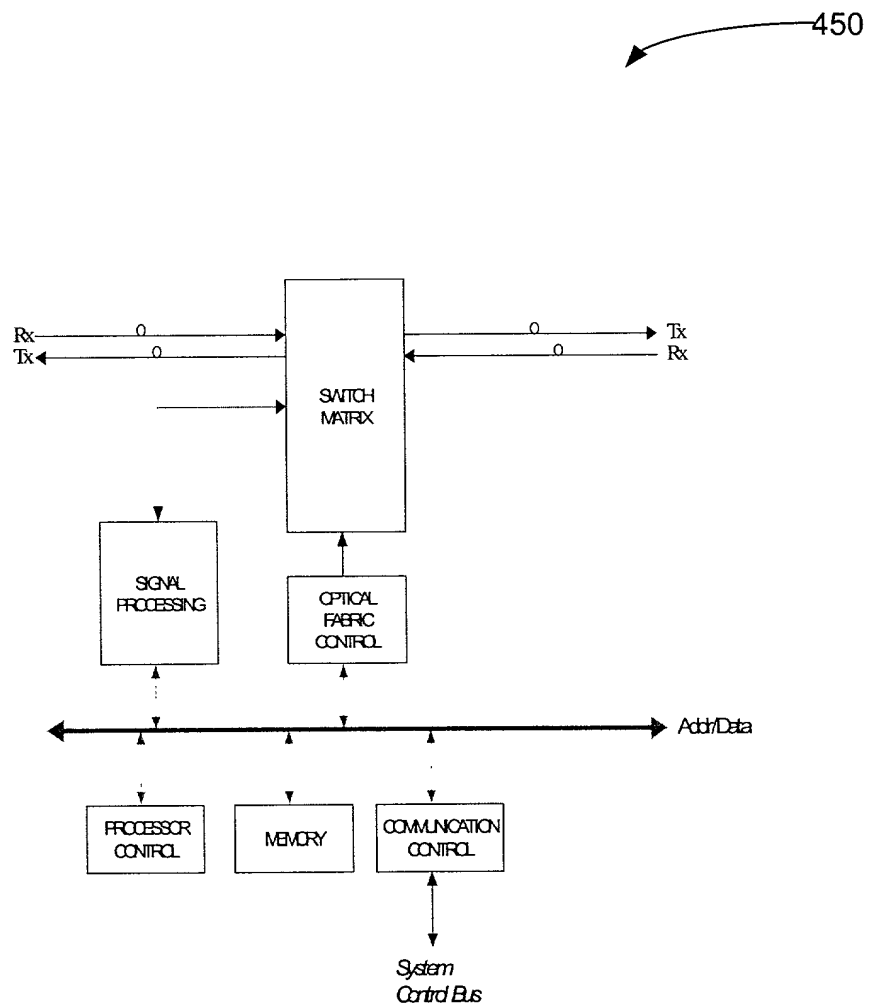 450
Rx
Tx
Tx
Rx
SWITCH
MATRIX
SIGNAL
PROCESSING
OPTICAL
FABRIC
CONTROL
Addr/Data
PROCESSOR
CONTROL
MEMORY
COMMUNICATION
CONTROL
System
Control Bus